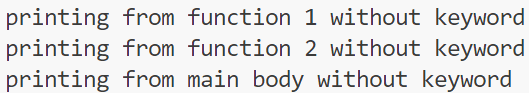 printing from function 1 without keyword
printing from function 2 without keyword
printing from main body without keyword